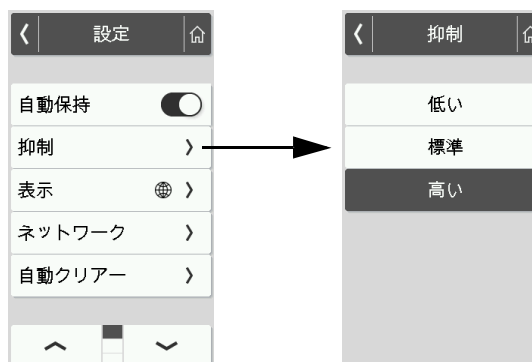 設定
自動保持
抑制
表示
ネットワーク
自動クリアー
抑制
低い
標準
高い